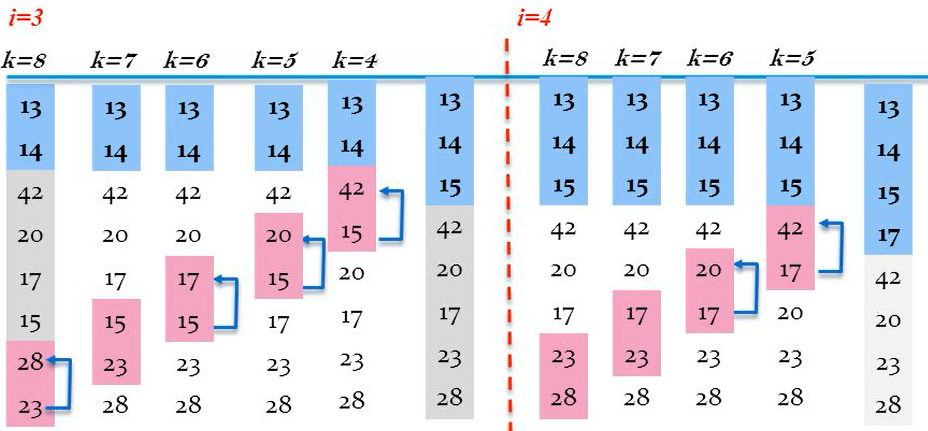 i=3 i=4
k=8 k=7 k=6 k=5 k=4 k=8 k=7 k=6 k=5
13 13 13 13 13 13 13 13 13 13 13
14 14 14 14 14 14 14 14 14 14 14
42 42 42 42 42 15 15 15 15 15 15
20 20 20 20 15 42 42 42 42 42 17
17 17 17 15 20 20 20 20 20 17 42
15 15 15 17 17 17 17 17 17 20 20
28 23 23 23 23 23 23 23 23 23 23
23 28 28 28 28 28 28 28 28 28 28